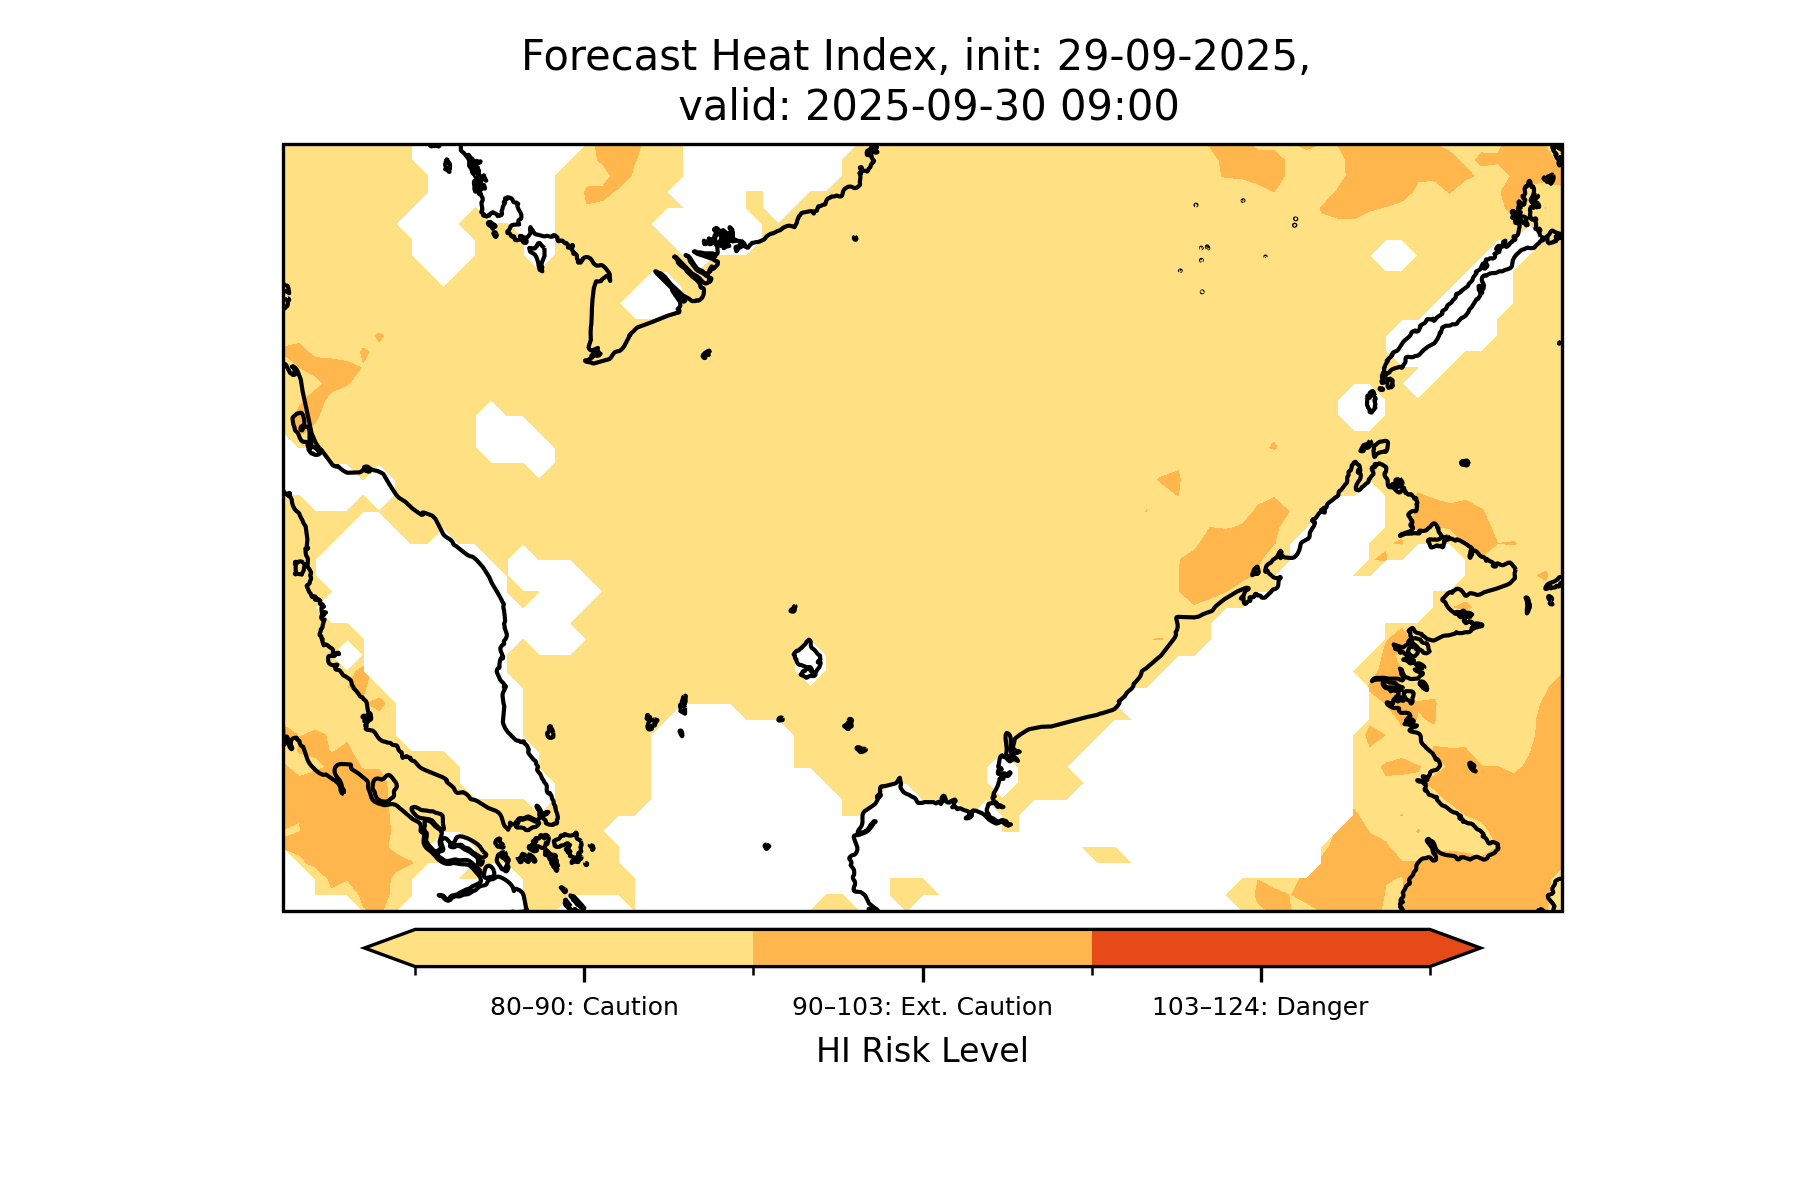 Forecast Heat Index, init: 29-09-2025,
valid: 2025-09-30 09:00
80–90: Caution
90–103: Ext. Caution
103–124: Danger
HI Risk Level